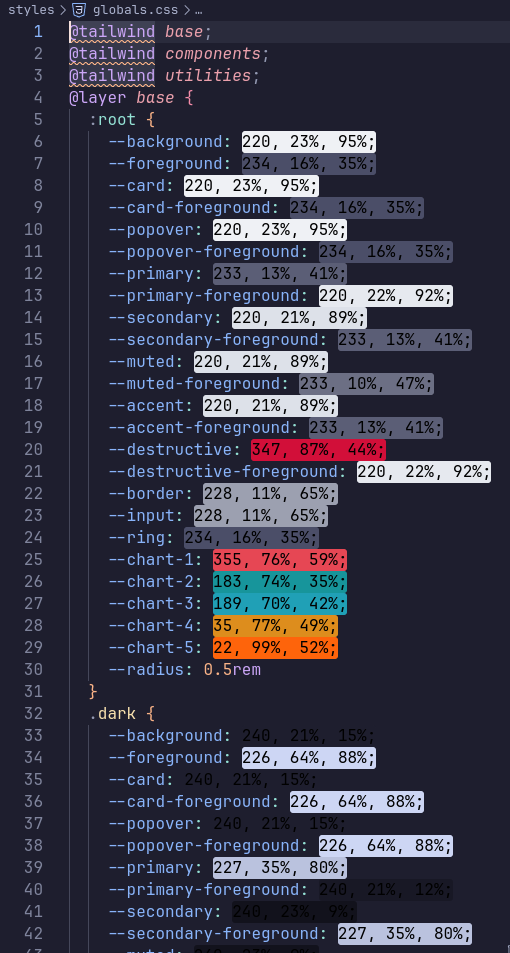 styles > globals.css > ...
1 @tailwind base;
2 @tailwind components;
3 @tailwind utilities;
4 @layer base {
5 :root {
6 --background: 220, 23%, 95%;
7 --foreground: 234, 16%, 35%;
8 --card: 220, 23%, 95%;
9 --card-foreground: 234, 16%, 35%;
10 --popover: 220, 23%, 95%;
11 --popover-foreground: 234, 16%, 35%;
12 --primary: 233, 13%, 41%;
13 --primary-foreground: 220, 22%, 92%;
14 --secondary: 220, 21%, 89%;
15 --secondary-foreground: 233, 13%, 41%;
16 --muted: 220, 21%, 89%;
17 --muted-foreground: 233, 10%, 47%;
18 --accent: 220, 21%, 89%;
19 --accent-foreground: 233, 13%, 41%;
20 --destructive: 347, 87%, 44%;
21 --destructive-foreground: 220, 22%, 92%;
22 --border: 228, 11%, 65%;
23 --input: 228, 11%, 65%;
24 --ring: 234, 16%, 35%;
25 --chart-1: 355, 76%, 59%;
26 --chart-2: 183, 74%, 35%;
27 --chart-3: 189, 70%, 42%;
28 --chart-4: 35, 77%, 49%;
29 --chart-5: 22, 99%, 52%;
30 --radius: 0.5rem
31 }
32 .dark {
33 --background: 240, 21%, 15%;
34 --foreground: 226, 64%, 88%;
35 --card: 240, 21%, 15%;
36 --card-foreground: 226, 64%, 88%;
37 --popover: 240, 21%, 15%;
38 --popover-foreground: 226, 64%, 88%;
39 --primary: 227, 35%, 80%;
40 --primary-foreground: 240, 21%, 12%;
41 --secondary: 240, 23%, 9%;
42 --secondary-foreground: 227, 35%, 80%;